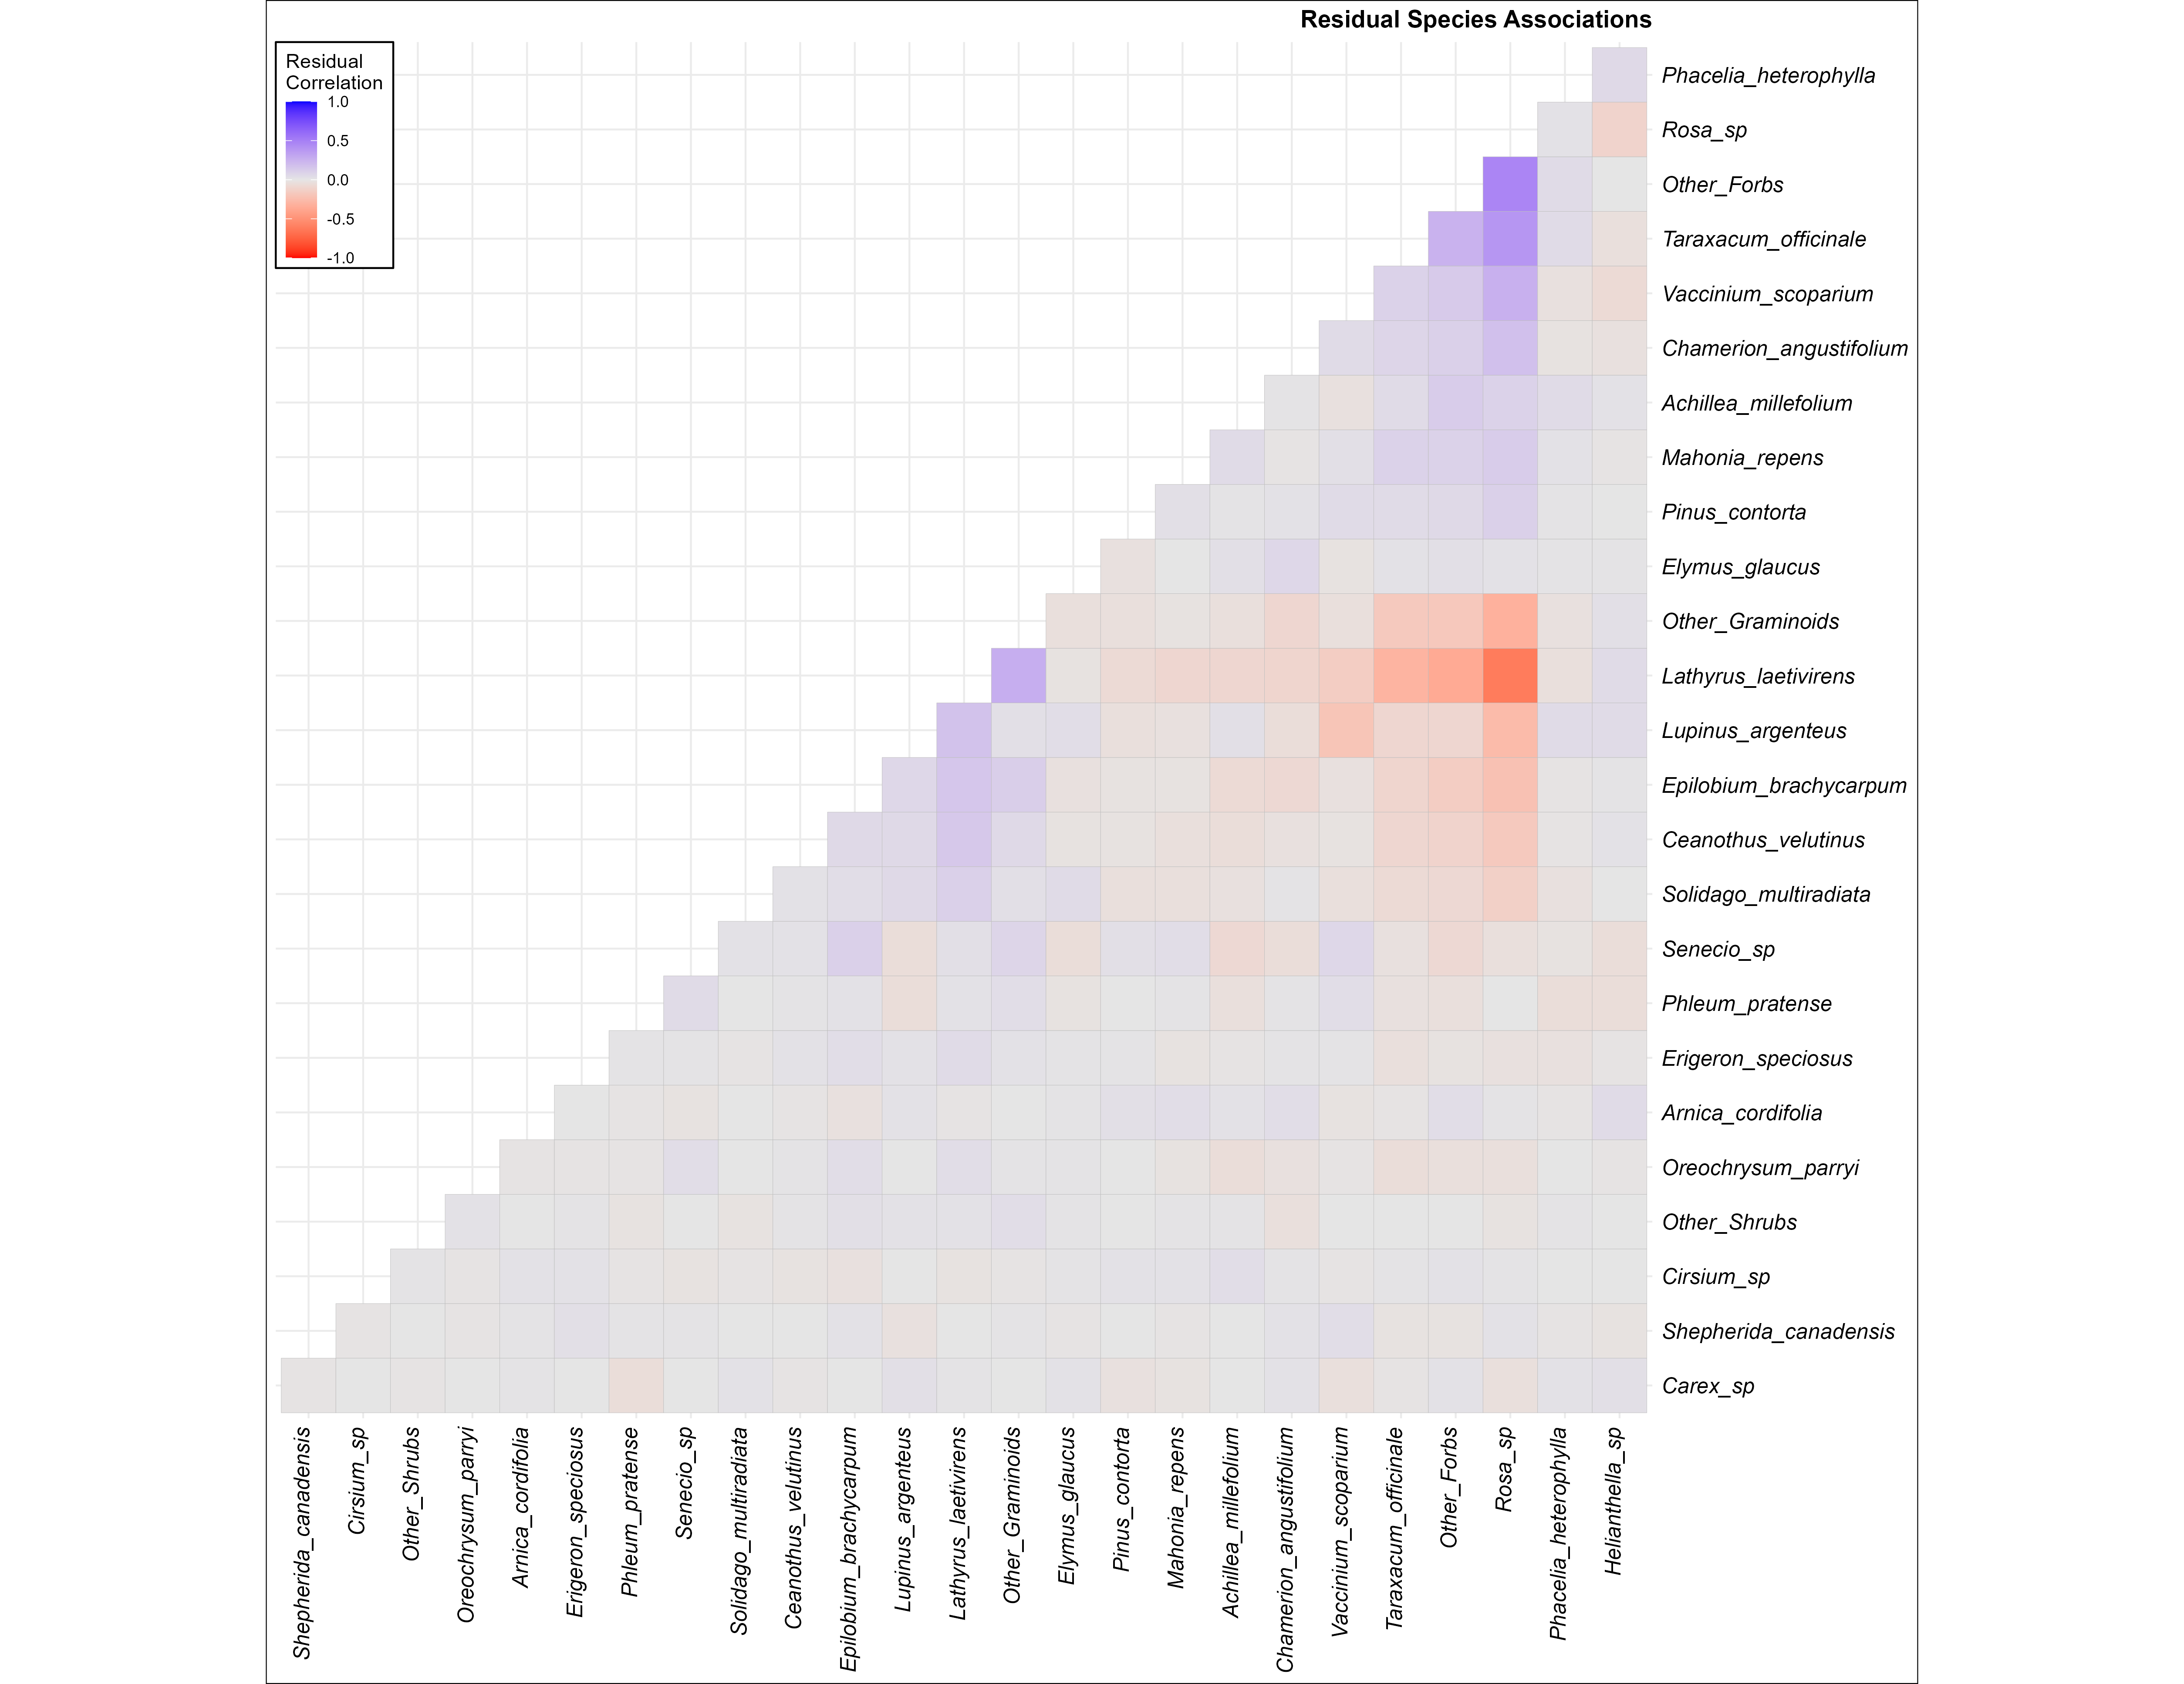 Residual Species Associations
Residual
Correlation
1.0
0.5
0.0
-0.5
-1.0
Phacelia_heterophylla
Rosa_sp
Other_Forbs
Taraxacum_officinale
Vaccinium_scoparium
Chamerion_angustifolium
Achillea_millefolium
Mahonia_repens
Pinus_contorta
Elymus_glaucus
Other_Graminoids
Lathyrus_laetivirens
Lupinus_argenteus
Epilobium_brachycarpum
Ceanothus_velutinus
Solidago_multiradiata
Senecio_sp
Phleum_pratense
Erigeron_speciosus
Arnica_cordifolia
Oreochrysum_parryi
Other_Shrubs
Cirsium_sp
Shepherida_canadensis
Carex_sp
Shepherida_canadensis
Cirsium_sp
Other_Shrubs
Oreochrysum_parryi
Arnica_cordifolia
Erigeron_speciosus
Phleum_pratense
Senecio_sp
Solidago_multiradiata
Ceanothus_velutinus
Epilobium_brachycarpum
Lupinus_argenteus
Lathyrus_laetivirens
Other_Graminoids
Elymus_glaucus
Pinus_contorta
Mahonia_repens
Achillea_millefolium
Chamerion_angustifolium
Vaccinium_scoparium
Taraxacum_officinale
Other_Forbs
Rosa_sp
Phacelia_heterophylla
Helianthella_sp